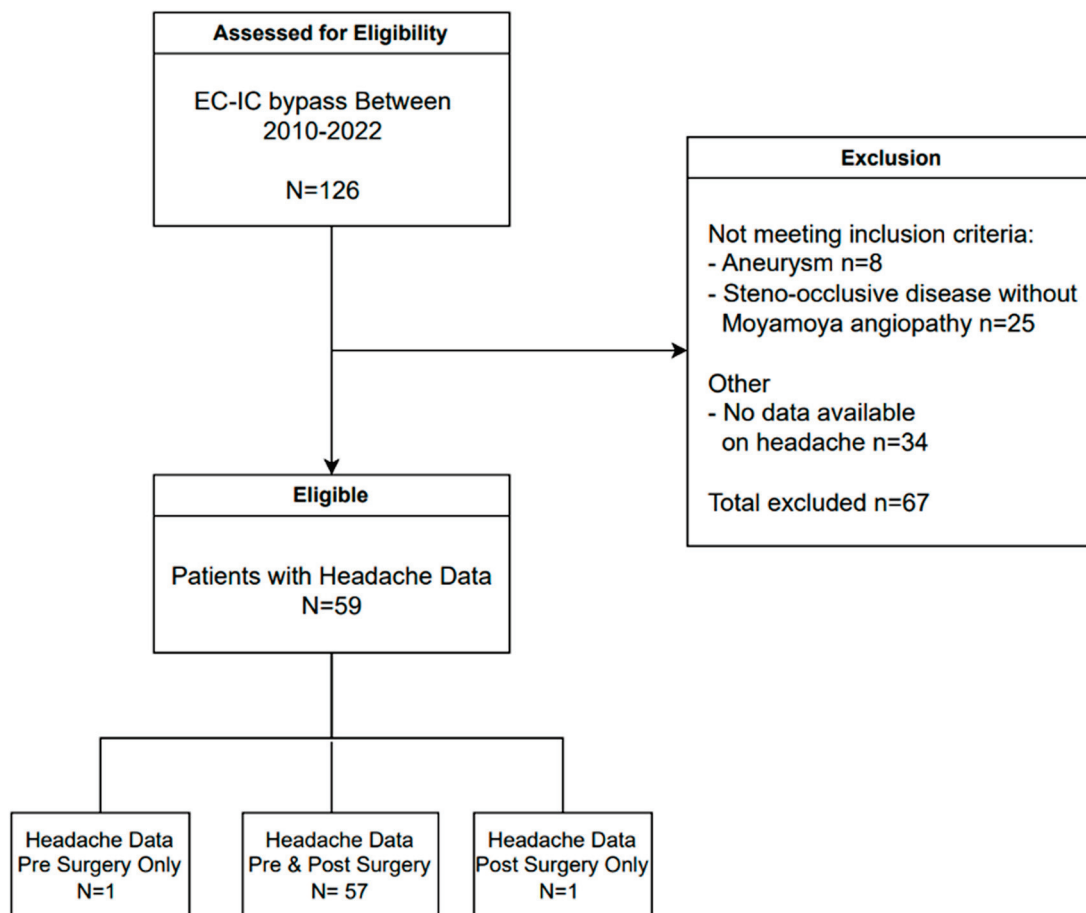 Assessed for Eligibility
EC-IC bypass Between
2010-2022
N=126
Exclusion
Not meeting inclusion criteria:
- Aneurysm n=8
- Steno-occlusive disease without
Moyamoya angiopathy n=25
Other
- No data available
on headache n=34
Total excluded n=67
Eligible
Patients with Headache Data
N=59
Headache Data
Pre Surgery Only
N=1
Headache Data
Pre & Post Surgery
N= 57
Headache Data
Post Surgery Only
N=1